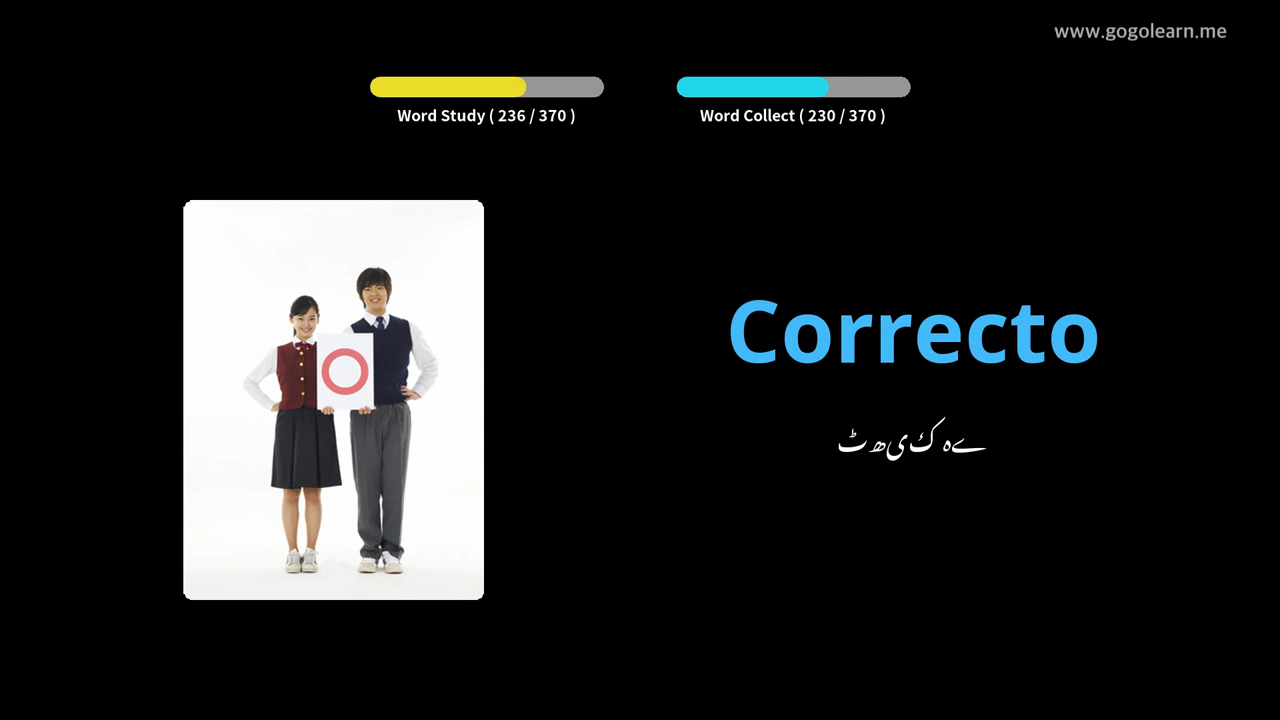 www.gogolearn.me
Word Study ( 236 / 370 )
Word Collect ( 230 / 370 )
Correcto
ٹھیک ہے